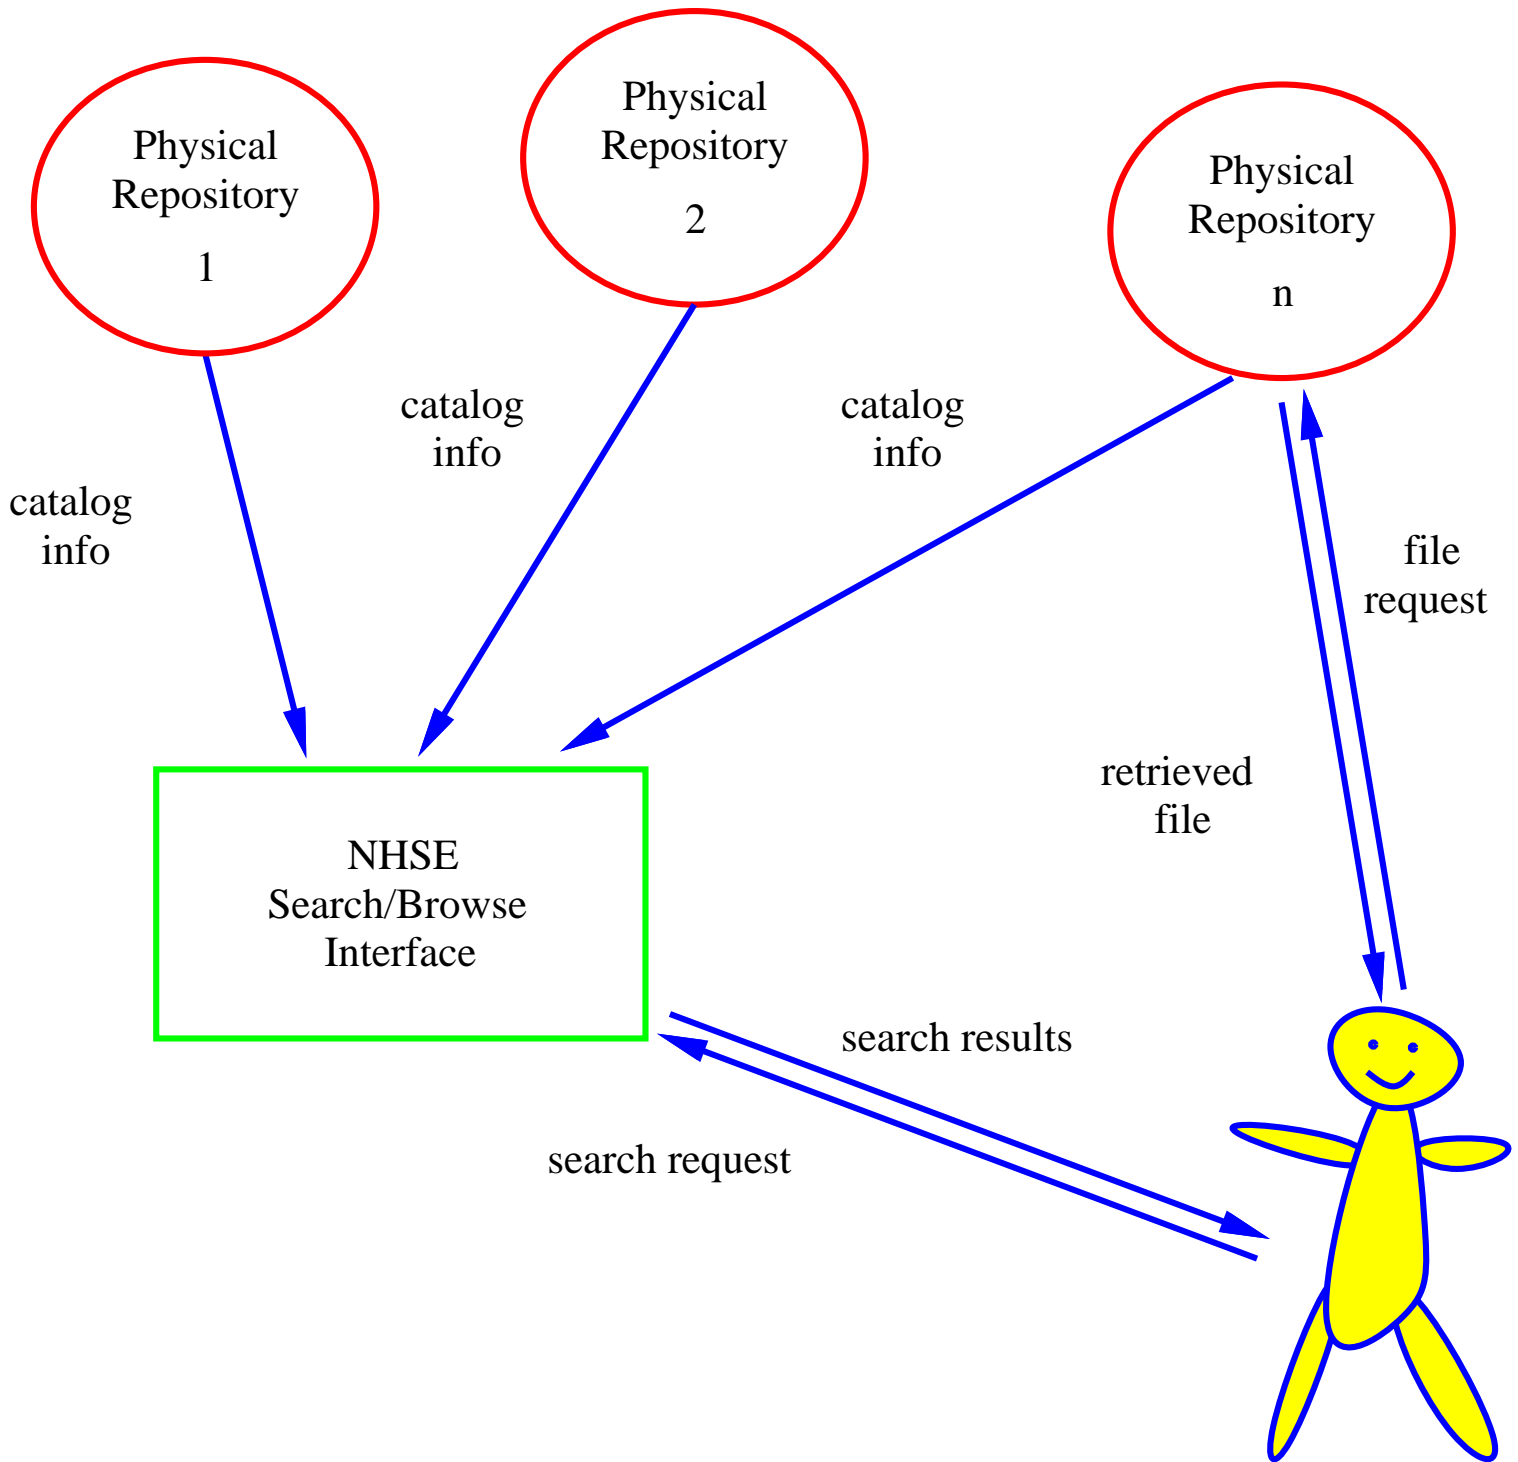 Physical
Repository
1
Physical
Repository
2
Physical
Repository
n
catalog
info
catalog
info
catalog
info
file
request
retrieved
file
NHSE
Search/Browse
Interface
search results
search request